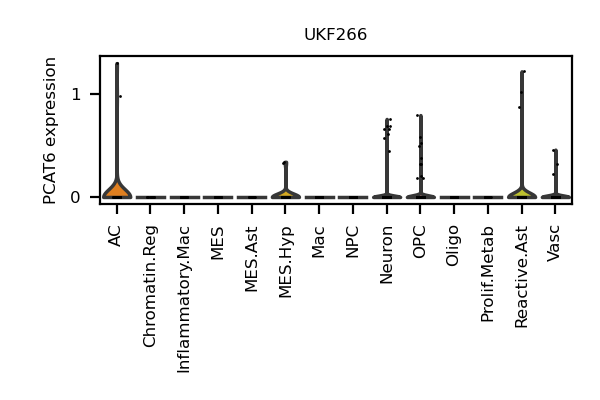 UKF266
PCAT6 expression
1
0
AC
Chromatin.Reg
Inflammatory.Mac
MES
MES.Ast
MES.Hyp
Mac
NPC
Neuron
OPC
Oligo
Prolif.Metab
Reactive.Ast
Vasc